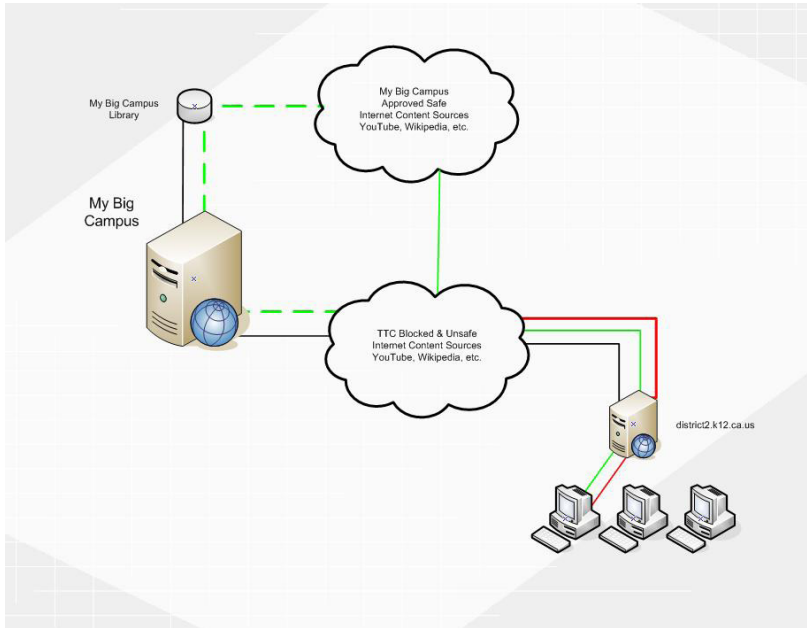 My Big Campus
Library
My Big Campus
Approved Safe
Internet Content Sources
YouTube, Wikipedia, etc.
My Big
Campus
TTC Blocked & Unsafe
Internet Content Sources
YouTube, Wikipedia, etc.
district2.k12.ca.us